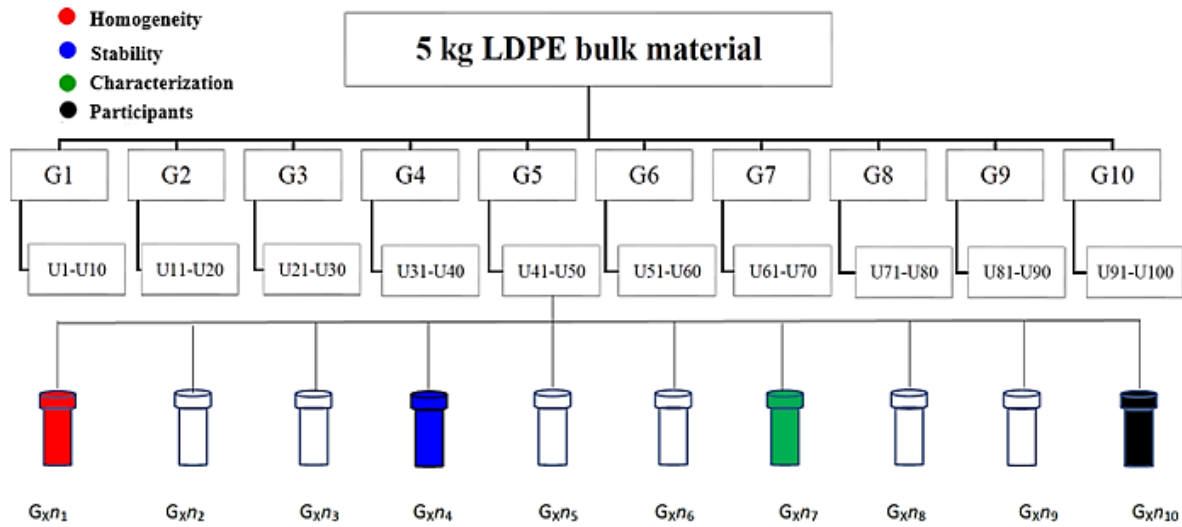 Homogeneity
Stability
Characterization
Participants
5 kg LDPE bulk material
G1 G2 G3 G4 G5 G6 G7 G8 G9 G10
U1-U10 U11-U20 U21-U30 U31-U40 U41-U50 U51-U60 U61-U70 U71-U80 U81-U90 U91-U100
GXn1 GXn2 GXn3 GXn4 GXn5 GXn6 GXn7 GXn8 GXn9 GXn10